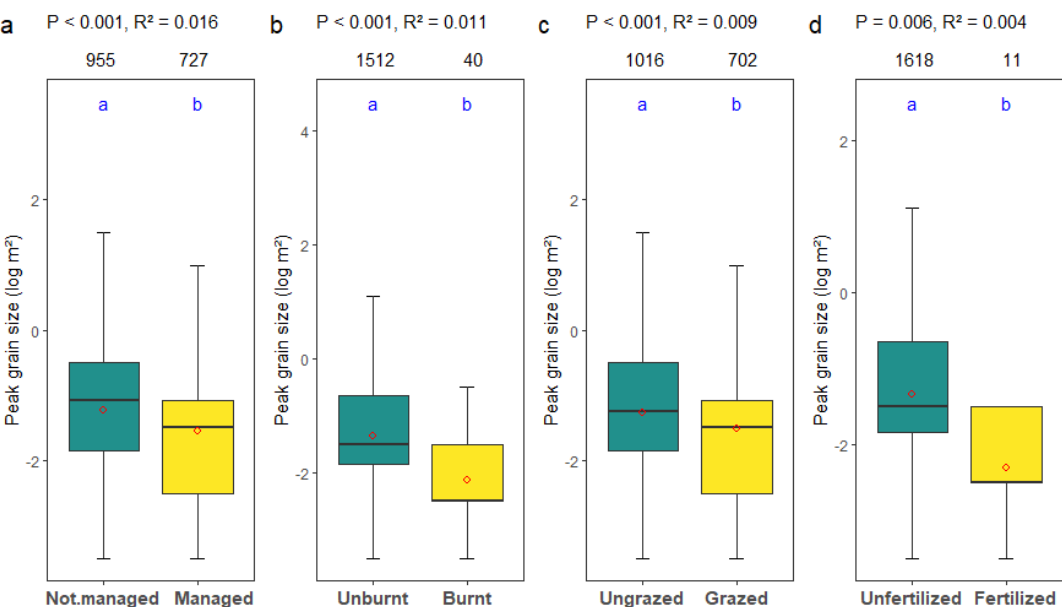 a P < 0.001, R² = 0.016
955 727
a b
Peak grain size (log m²)
2
0
-2
Not.managed Managed
b P < 0.001, R² = 0.011
1512 40
a b
Peak grain size (log m²)
4
2
0
-2
Unburnt Burnt
c P < 0.001, R² = 0.009
1016 702
a b
Peak grain size (log m²)
2
0
-2
Ungrazed Grazed
d P = 0.006, R² = 0.004
1618 11
a b
Peak grain size (log m²)
2
0
-2
Unfertilized Fertilized